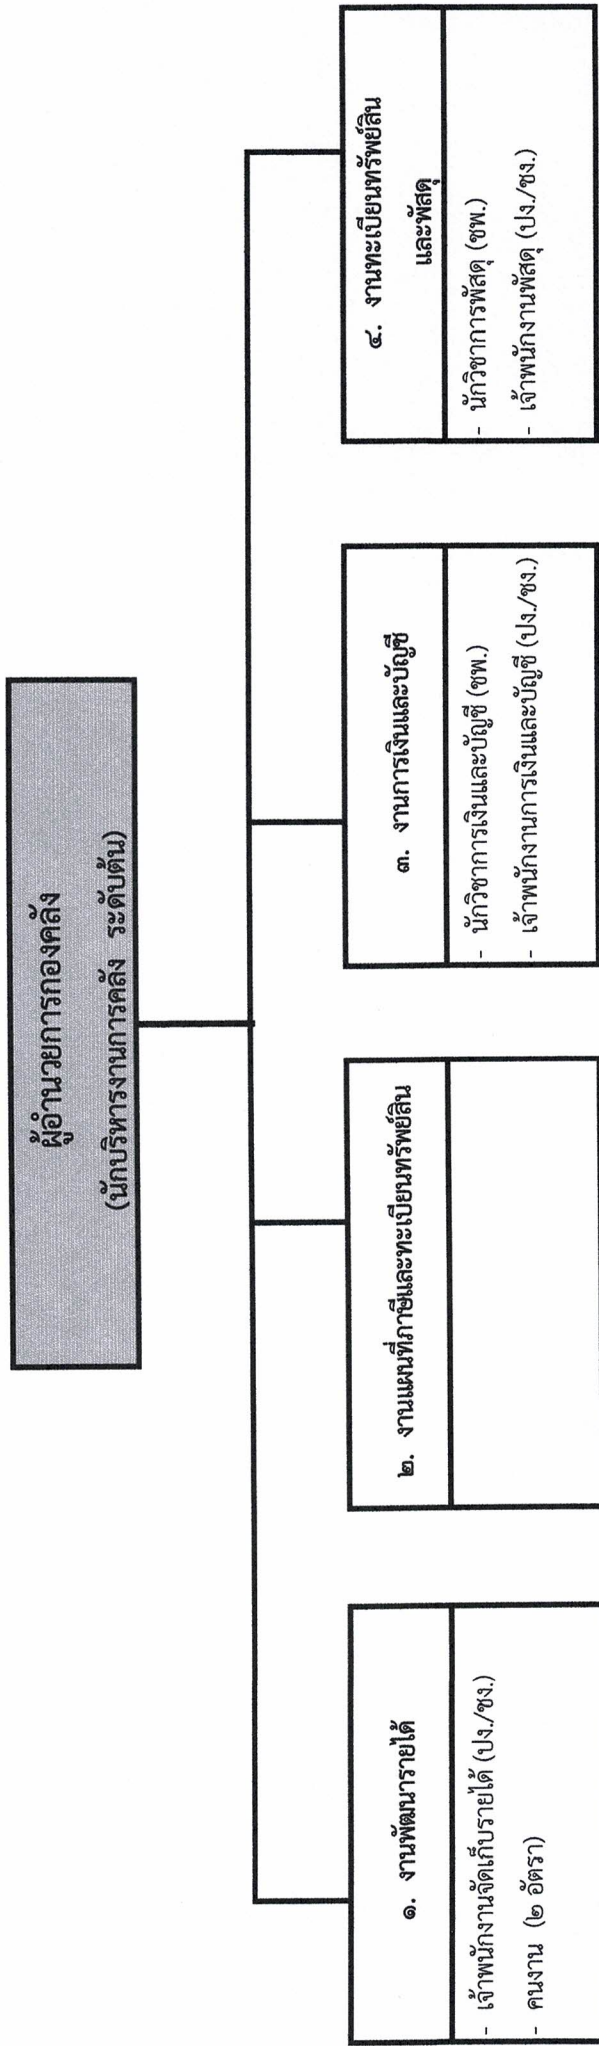 ผู้อำนวยการกองคลัง
(นักบริหารงานการคลัง ระดับต้น)
๑. งานพัฒนารายได้
- เจ้าพนักงานจัดเก็บรายได้ (ปง./ชง.)
- คนงาน (๒ อัตรา)
๒. งานแผนที่ภาษีและทะเบียนทรัพย์สิน
๓. งานการเงินและบัญชี
- นักวิชาการเงินและบัญชี (ชพ.)
- เจ้าพนักงานการเงินและบัญชี (ปง./ชง.)
๔. งานทะเบียนทรัพย์สิน
และพัสดุ
- นักวิชาการพัสดุ (ชพ.)
- เจ้าพนักงานพัสดุ (ปง./ชง.)